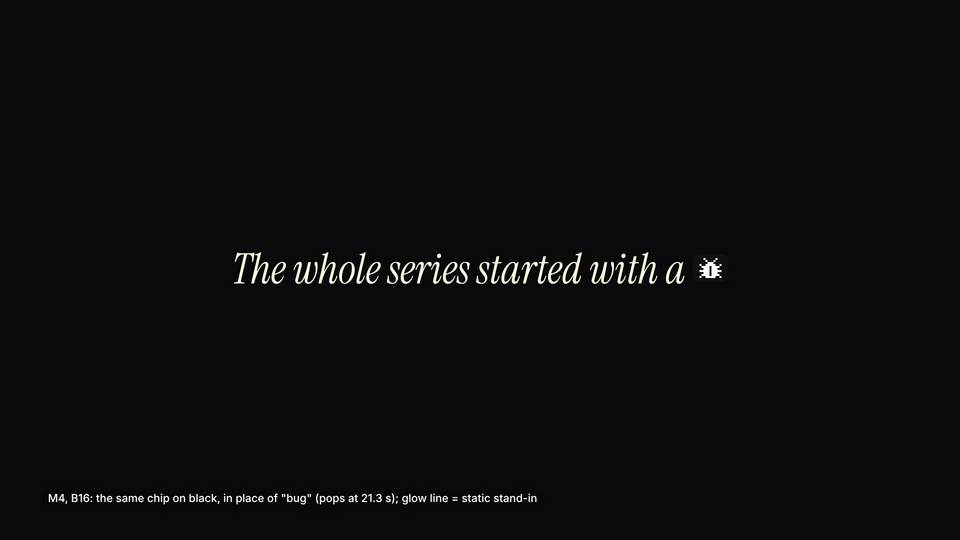 The whole series started with a
M4, B16: the same chip on black, in place of "bug" (pops at 21.3 s); glow line = static stand-in